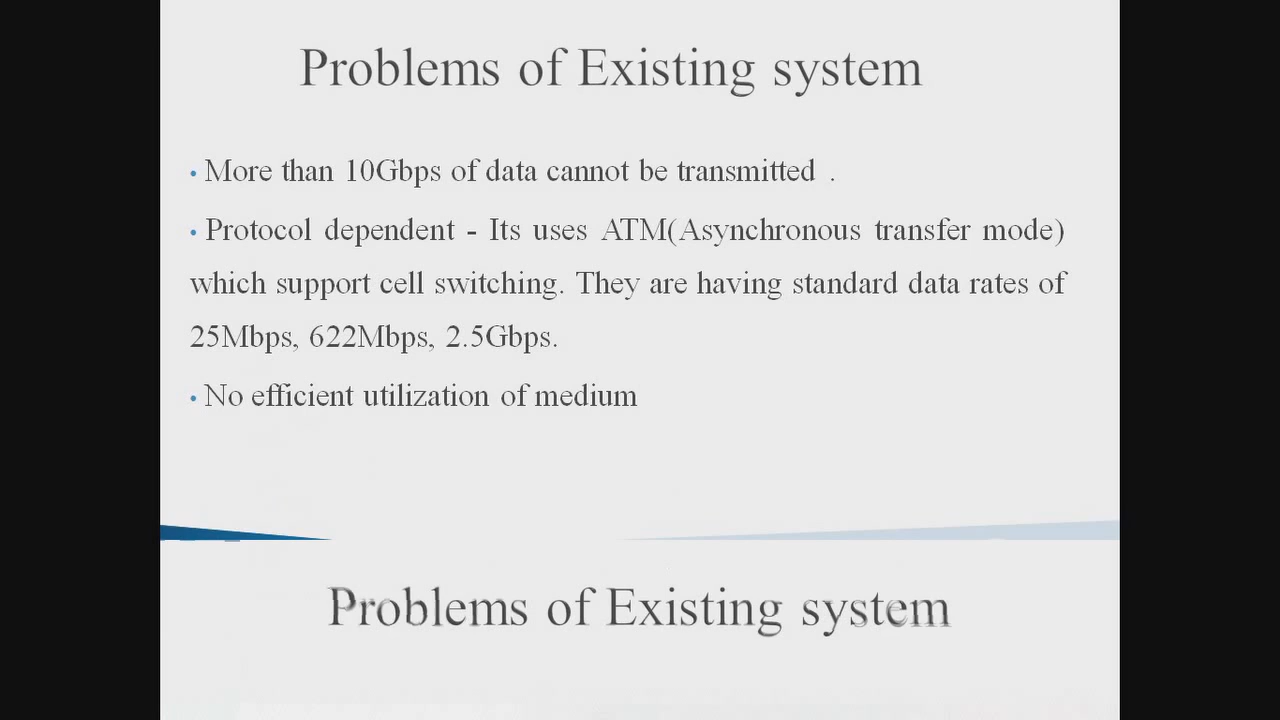 Problems of Existing system
• More than 10Gbps of data cannot be transmitted .
• Protocol dependent - Its uses ATM(Asynchronous transfer mode)
which support cell switching. They are having standard data rates of
25Mbps, 622Mbps, 2.5Gbps.
• No efficient utilization of medium
Problems of Existing system